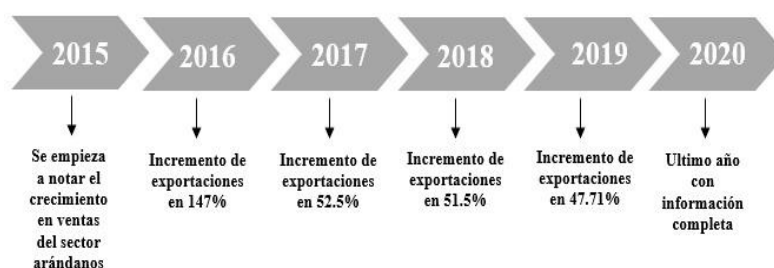 2015
2016
2017
2018
2019
2020
Se empieza
a notar el
crecimiento
en ventas
del sector
arándanos
Incremento de
exportaciones
en 147%
Incremento de
exportaciones
en 52.5%
Incremento de
exportaciones
en 51.5%
Incremento de
exportaciones
en 47.71%
Ultimo año
con
información
completa